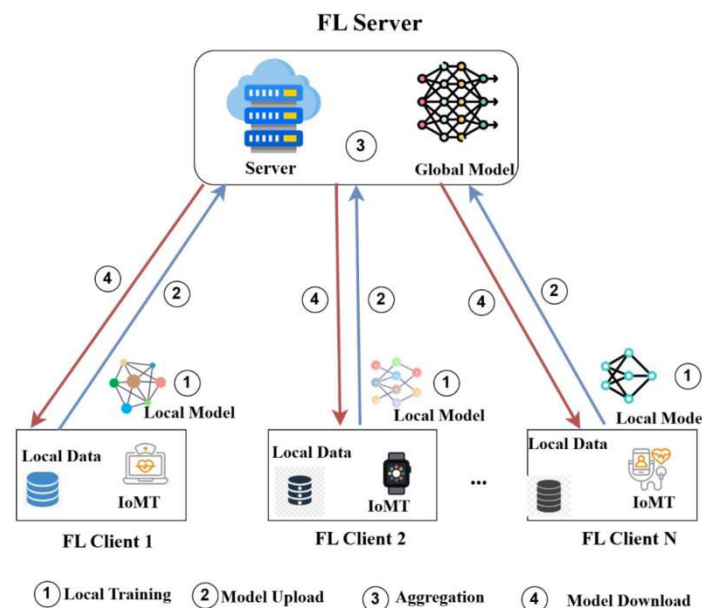 FL Server
Server
3
Global Model
4
2
4
2
4
2
1
Local Model
1
Local Model
1
Local Mode
Local Data
IoMT
Local Data
IoMT
...
Local Data
IoMT
FL Client 1
FL Client 2
FL Client N
1 Local Training
2 Model Upload
3 Aggregation
4 Model Download